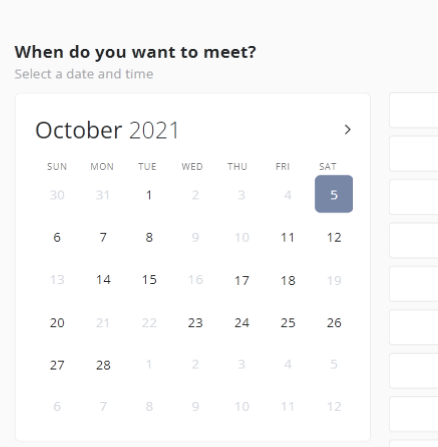 When do you want to meet?
Select a date and time
October 2021
SUN MON TUE WED THU FRI SAT
30 31 1 2 3 4 5
6 7 8 9 10 11 12
13 14 15 16 17 18 19
20 21 22 23 24 25 26
27 28 1 2 3 4 5
6 7 8 9 10 11 12